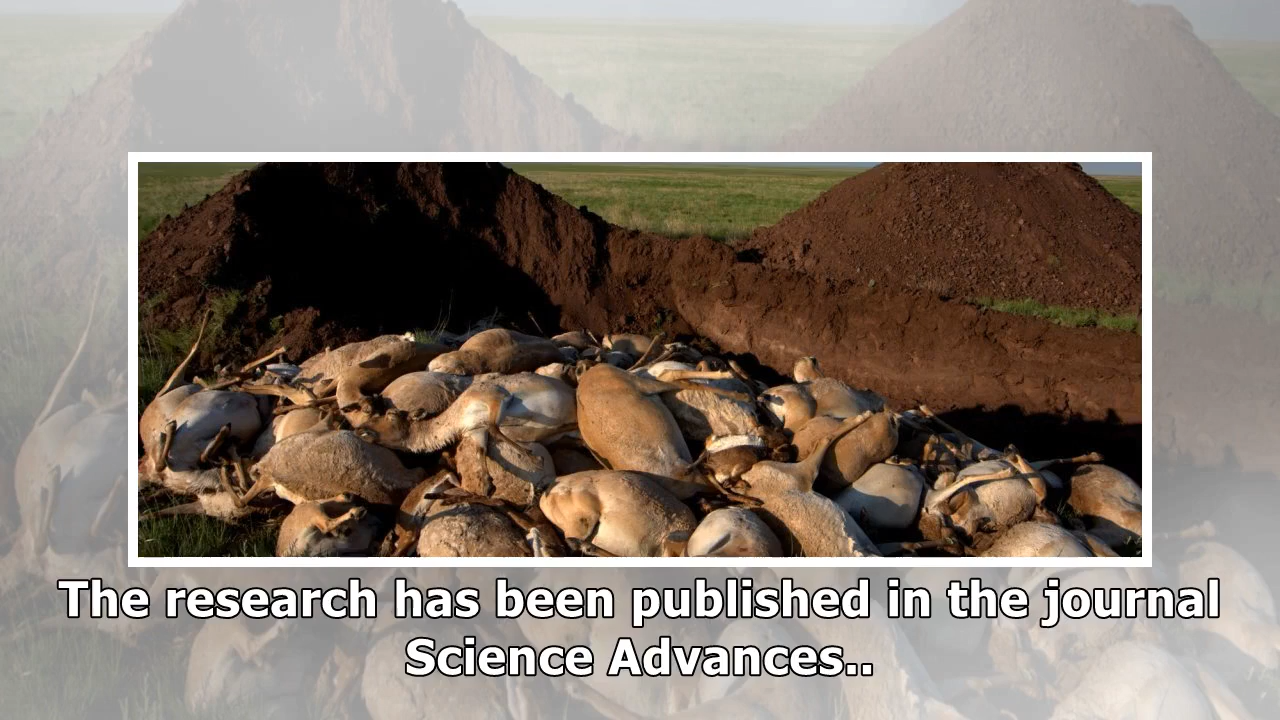 The research has been published in the journal
Science Advances..